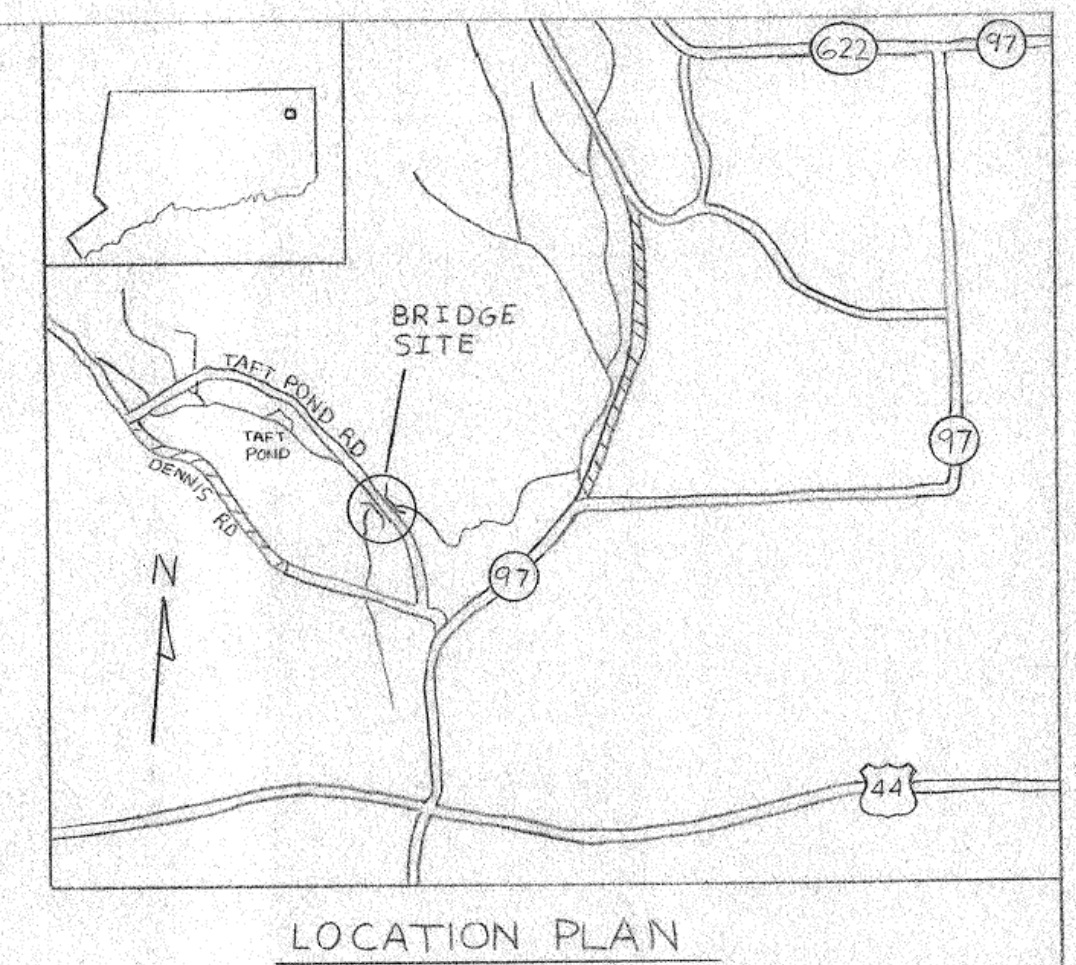 622
97
BRIDGE
SITE
TAFT POND RD
TAFT
POND
DENNIS
RD
97
N
97
44
LOCATION PLAN